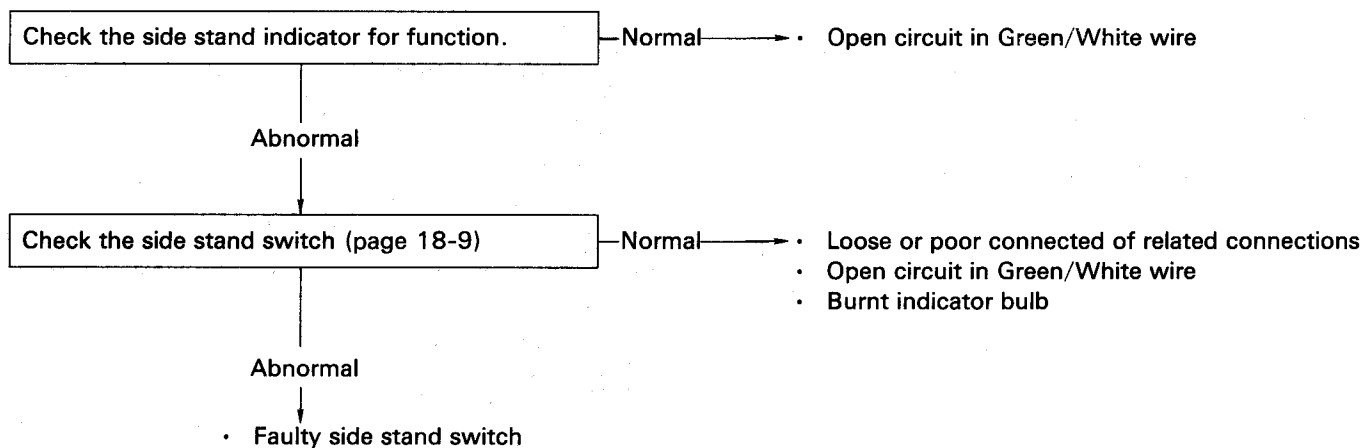 Check the side stand indicator for function.
Normal
· Open circuit in Green/White wire
Abnormal
Check the side stand switch (page 18-9)
Normal
· Loose or poor connected of related connections
· Open circuit in Green/White wire
· Burnt indicator bulb
Abnormal
· Faulty side stand switch